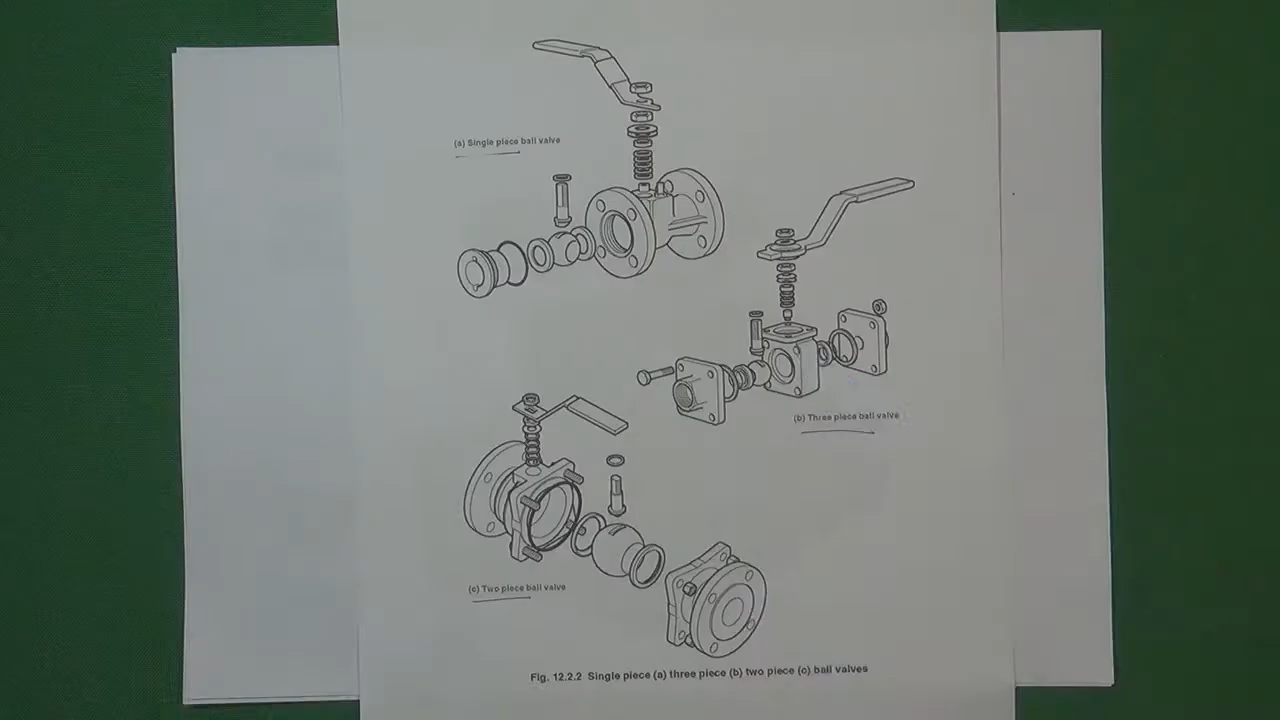 (a) Single piece ball valve
(b) Three piece ball valve
(c) Two piece ball valve
Fig. 12.2.2 Single piece (a) three piece (b) two piece (c) ball valves